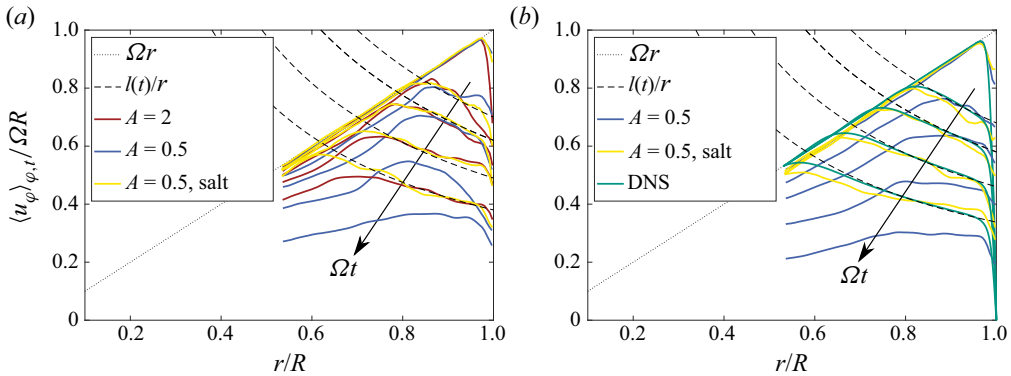 (a)
1.0
0.8
0.6
0.4
0.2
0
0.2 0.4 0.6 0.8 1.0
⟨uφ⟩φ,t / ΩR
r/R
Ωr
l(t)/r
A = 2
A = 0.5
A = 0.5, salt
Ωt
(b)
1.0
0.8
0.6
0.4
0.2
0
0.2 0.4 0.6 0.8 1.0
r/R
Ωr
l(t)/r
A = 0.5
A = 0.5, salt
DNS
Ωt